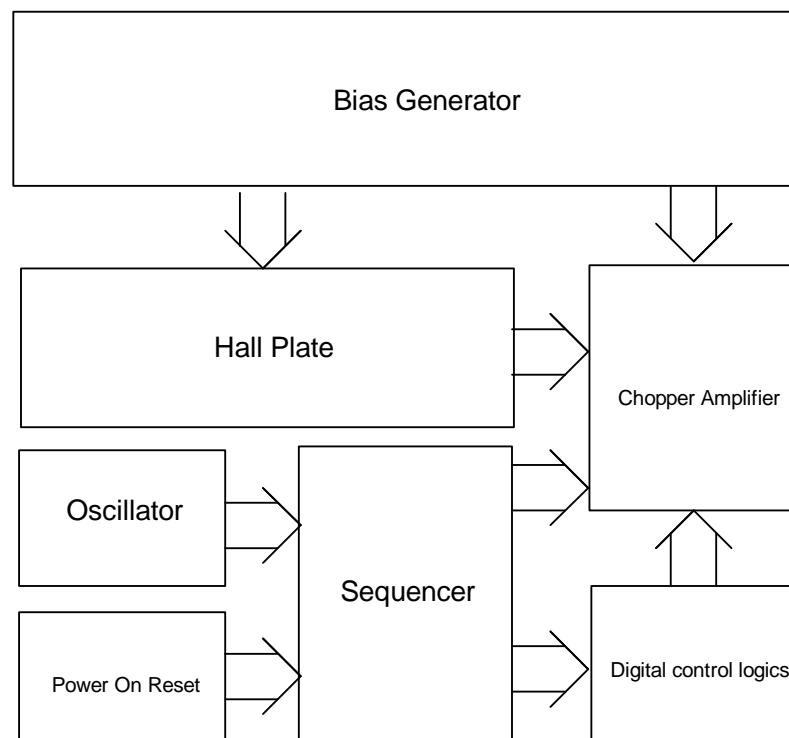 Bias Generator
Hall Plate
Chopper Amplifier
Oscillator
Sequencer
Power On Reset
Digital control logics